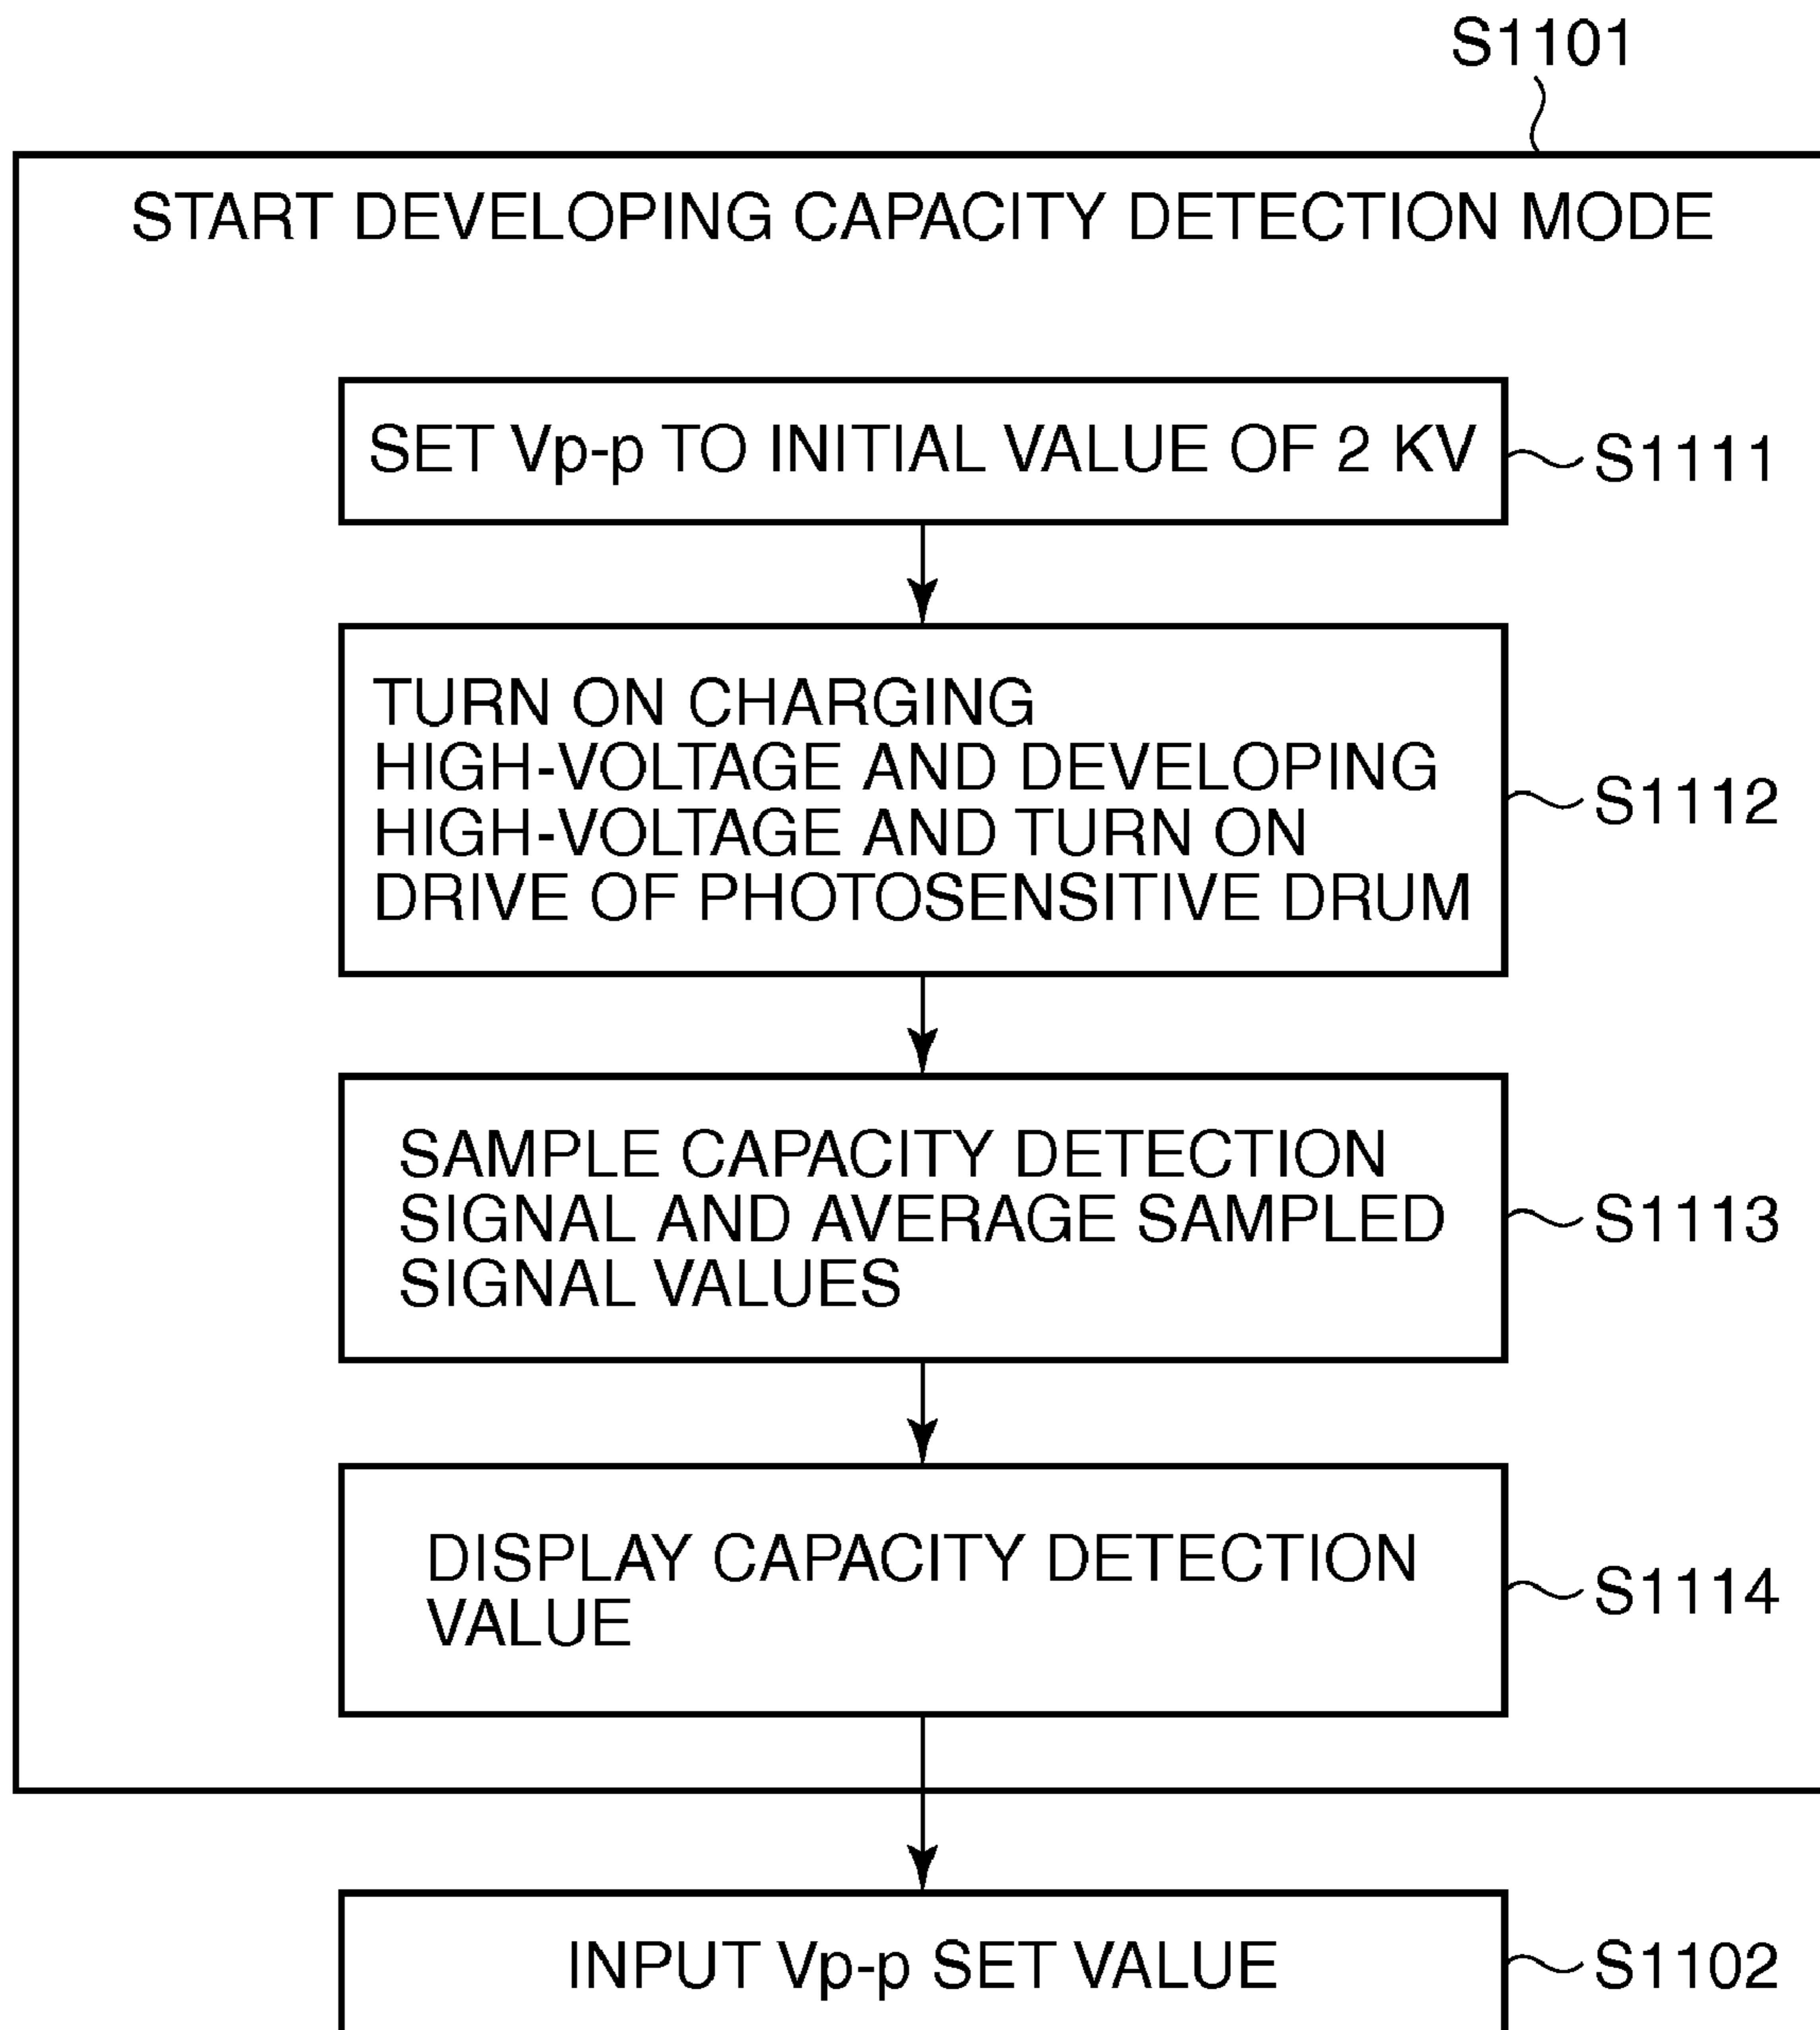 S1101
START DEVELOPING CAPACITY DETECTION MODE
SET Vp-p TO INITIAL VALUE OF 2 KV
S1111
TURN ON CHARGING
HIGH-VOLTAGE AND DEVELOPING
HIGH-VOLTAGE AND TURN ON
DRIVE OF PHOTOSENSITIVE DRUM
S1112
SAMPLE CAPACITY DETECTION
SIGNAL AND AVERAGE SAMPLED
SIGNAL VALUES
S1113
DISPLAY CAPACITY DETECTION
VALUE
S1114
INPUT Vp-p SET VALUE
S1102